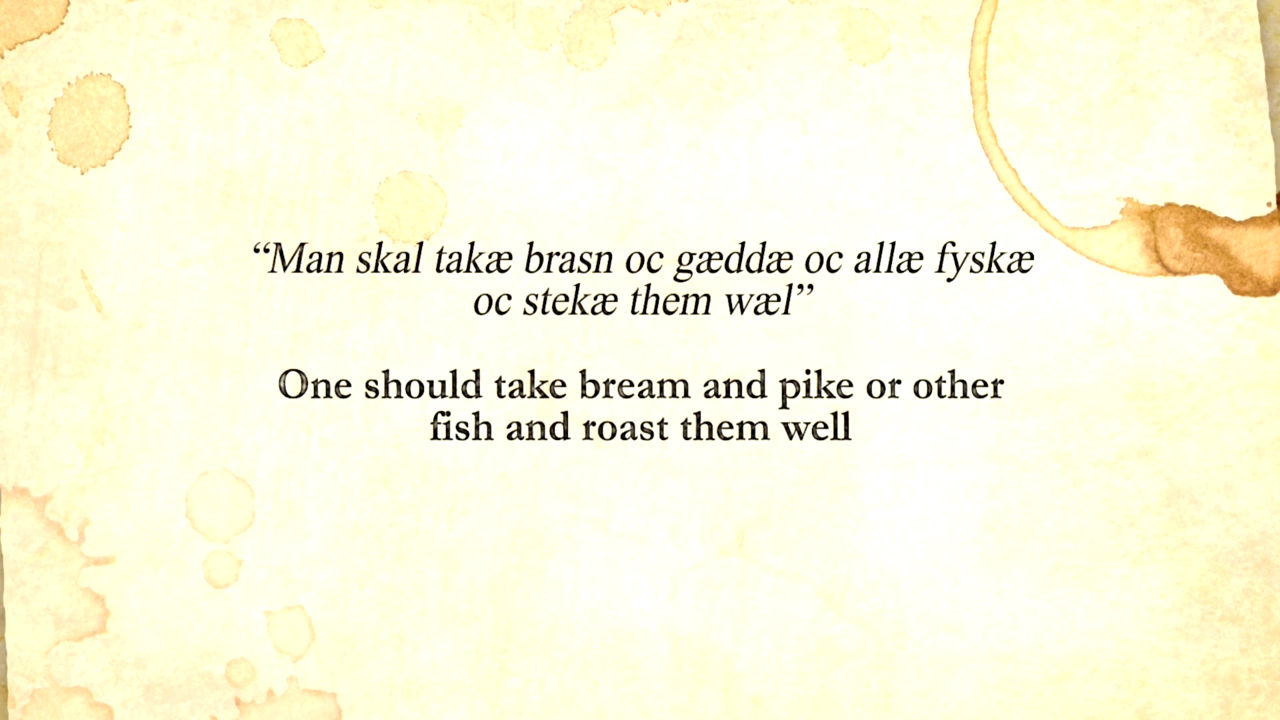 “Man skal takæ brasn oc gæddæ oc allæ fyskæ
oc stekæ them wæl”
One should take bream and pike or other
fish and roast them well